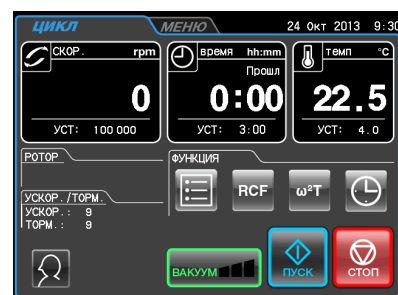 ЦИКЛ МЕНЮ 24 Окт 2013 9:30
СКОР. rpm время hh:mm темп °C
Прошл
0 0:00 22.5
УСТ: 100 000 УСТ: 3:00 УСТ: 4.0
РОТОР ФУНКЦИЯ
RCF ω²T
УСКОР./ТОРМ.
УСКОР.: 9
ТОРМ.: 9
ВАКУУМ ПУСК СТОП